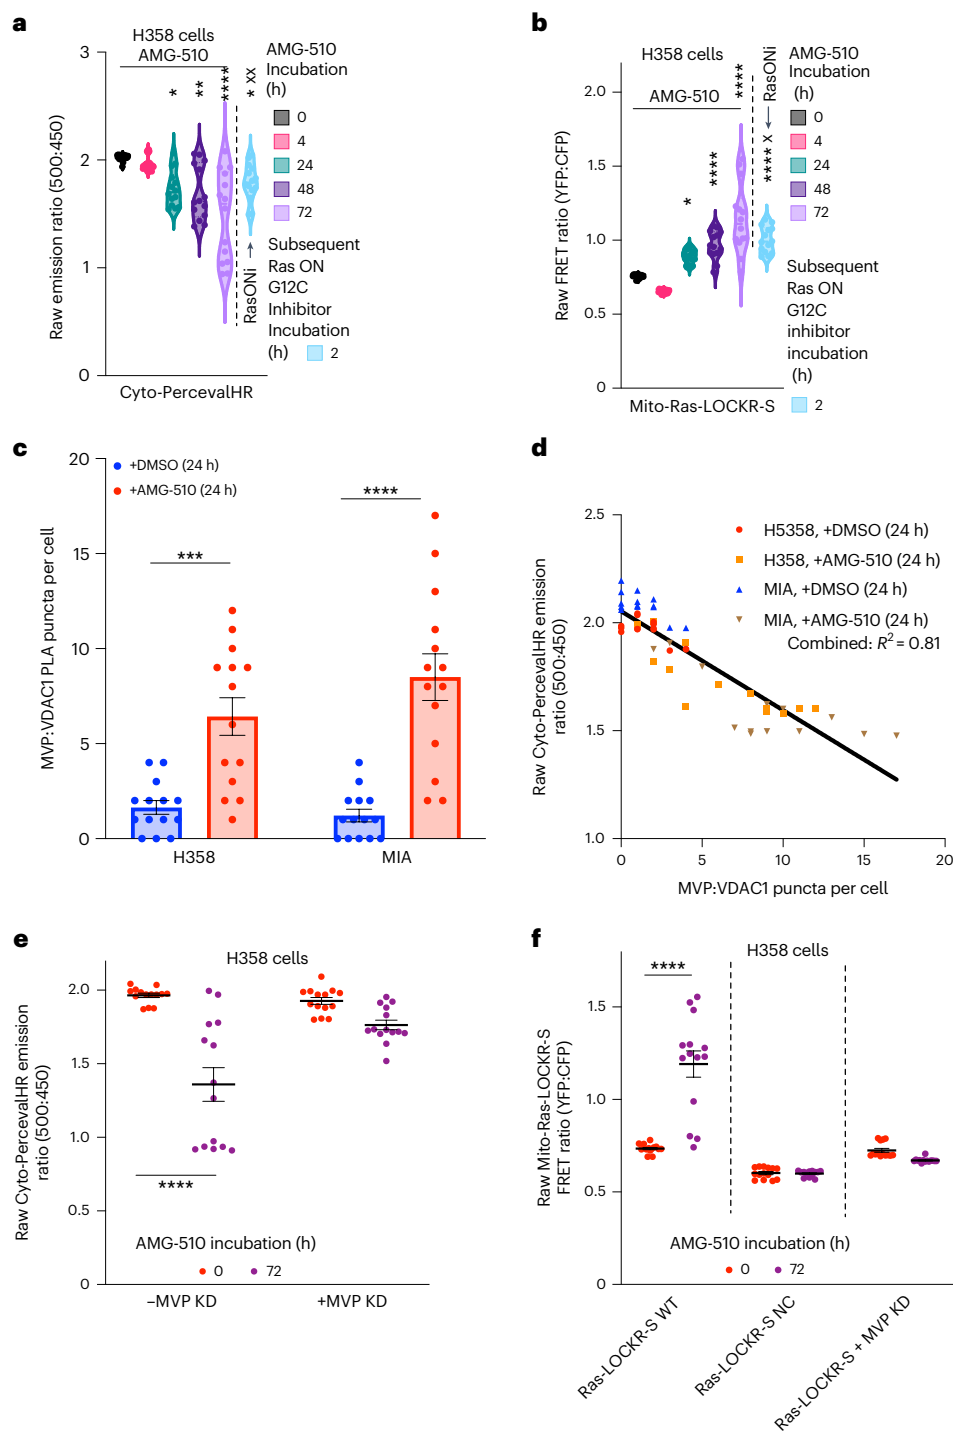 a
H358 cells
AMG-510
AMG-510
Incubation
(h)
0
4
24
48
72
Subsequent
Ras ON
G12C
Inhibitor
Incubation
(h)
2
*
**
****
* XX
RasONi
3
2
1
0
Raw emission ratio (500:450)
Cyto-PercevalHR
b
H358 cells
AMG-510
AMG-510
Incubation
(h)
0
4
24
48
72
Subsequent
Ras ON
G12C
inhibitor
incubation
(h)
2
*
****
****
**** X
RasONi
2.0
1.5
1.0
0.5
0
Raw FRET ratio (YFP:CFP)
Mito-Ras-LOCKR-S
c
+DMSO (24 h)
+AMG-510 (24 h)
***
****
20
15
10
5
0
MVP:VDAC1 PLA puncta per cell
H358
MIA
d
H5358, +DMSO (24 h)
H358, +AMG-510 (24 h)
MIA, +DMSO (24 h)
MIA, +AMG-510 (24 h)
Combined: R² = 0.81
2.5
2.0
1.5
1.0
Raw Cyto-PercevalHR emission
ratio (500:450)
0
5
10
15
20
MVP:VDAC1 puncta per cell
e
H358 cells
2.0
1.5
1.0
0.5
0
Raw Cyto-PercevalHR emission
ratio (500:450)
****
AMG-510 incubation (h)
0
72
–MVP KD
+MVP KD
f
H358 cells
****
1.5
1.0
0.5
0
Raw Mito-Ras-LOCKR-S
FRET ratio (YFP:CFP)
AMG-510 incubation (h)
0
72
Ras-LOCKR-S WT
Ras-LOCKR-S NC
Ras-LOCKR-S + MVP KD